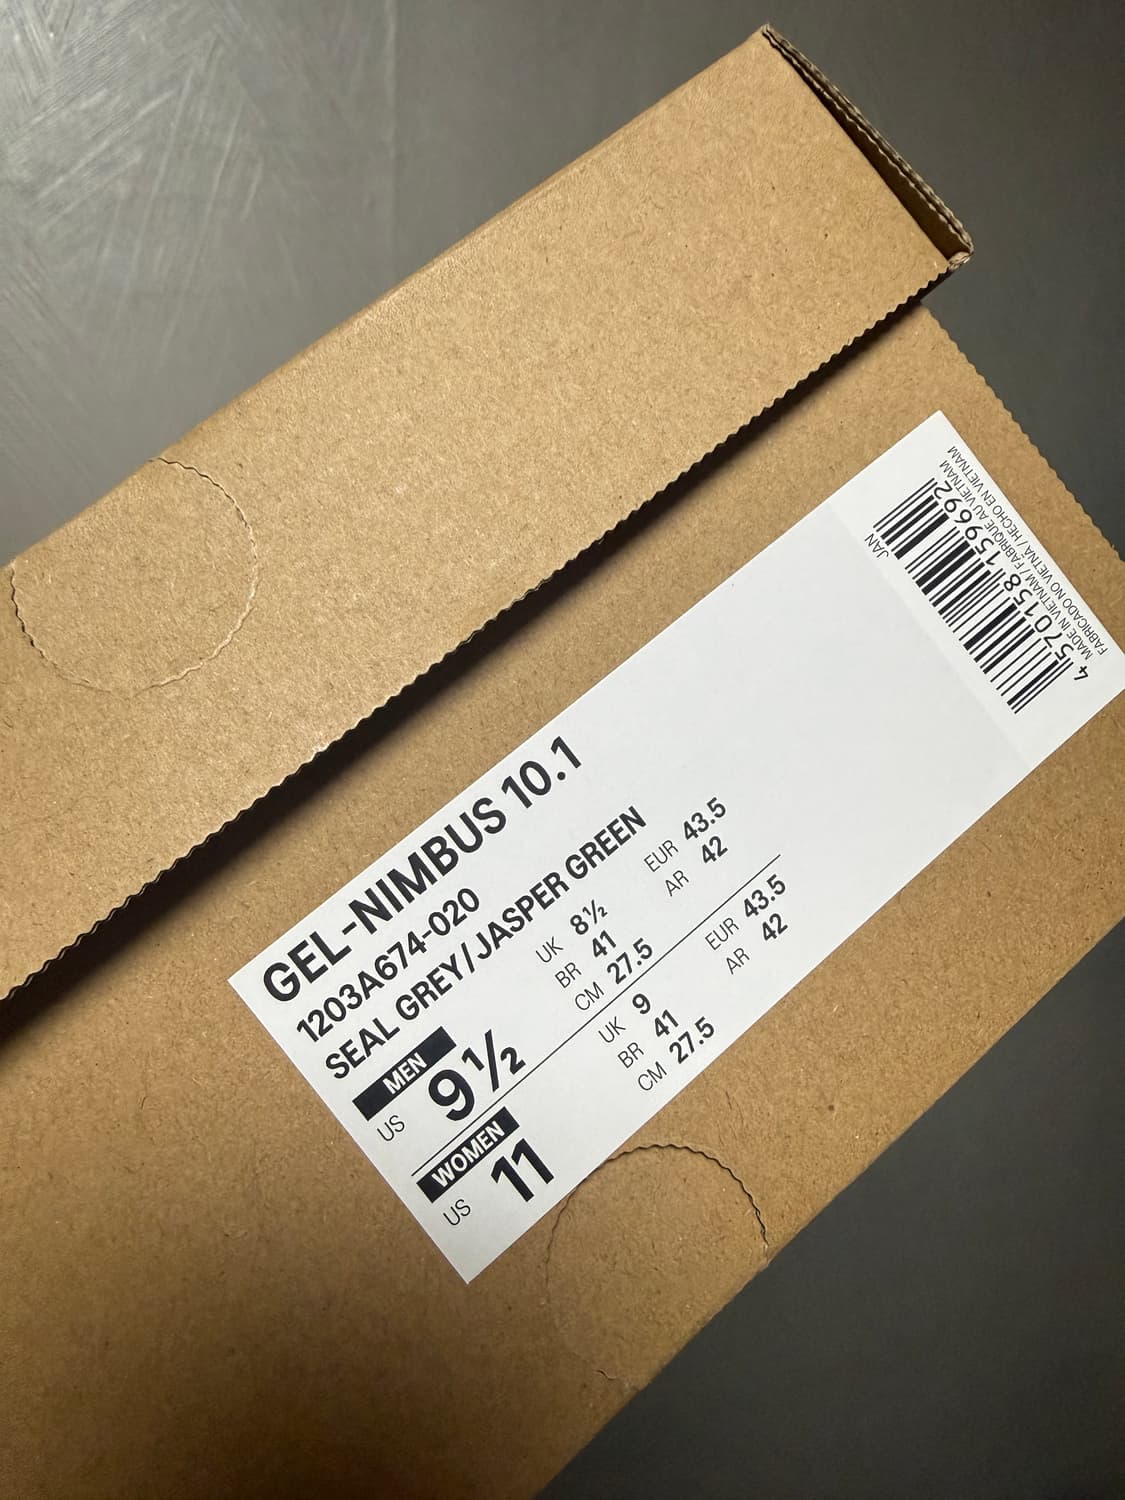 GEL-NIMBUS 10.1
1203A674-020
SEAL GREY/JASPER GREEN
MEN
US 9½
UK 8½ EUR 43.5
BR 41 AR 42
CM 27.5
WOMEN
US 11
UK 9 EUR 43.5
BR 41 AR 42
CM 27.5
JAN
4 570158 159692
MADE IN VIETNAM / FABRIQUE AU VIETNAM
FABRICADO NO VIETNÃ / HECHO EN VIETNAM